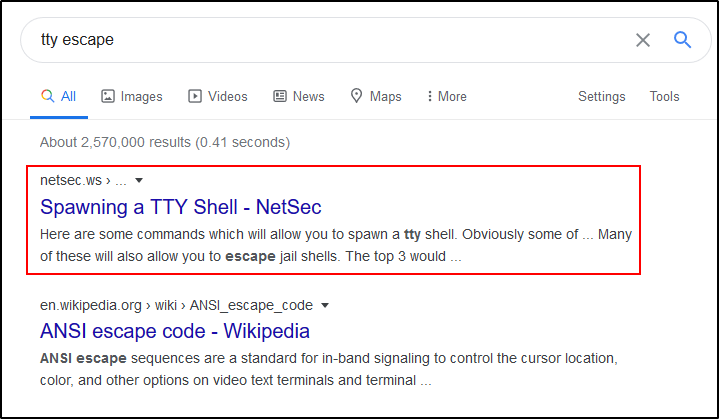 tty escape
All Images Videos News Maps More Settings Tools
About 2,570,000 results (0.41 seconds)
netsec.ws › ...
Spawning a TTY Shell - NetSec
Here are some commands which will allow you to spawn a tty shell. Obviously some of ... Many
of these will also allow you to escape jail shells. The top 3 would ...
en.wikipedia.org › wiki › ANSI_escape_code
ANSI escape code - Wikipedia
ANSI escape sequences are a standard for in-band signaling to control the cursor location,
color, and other options on video text terminals and terminal ...